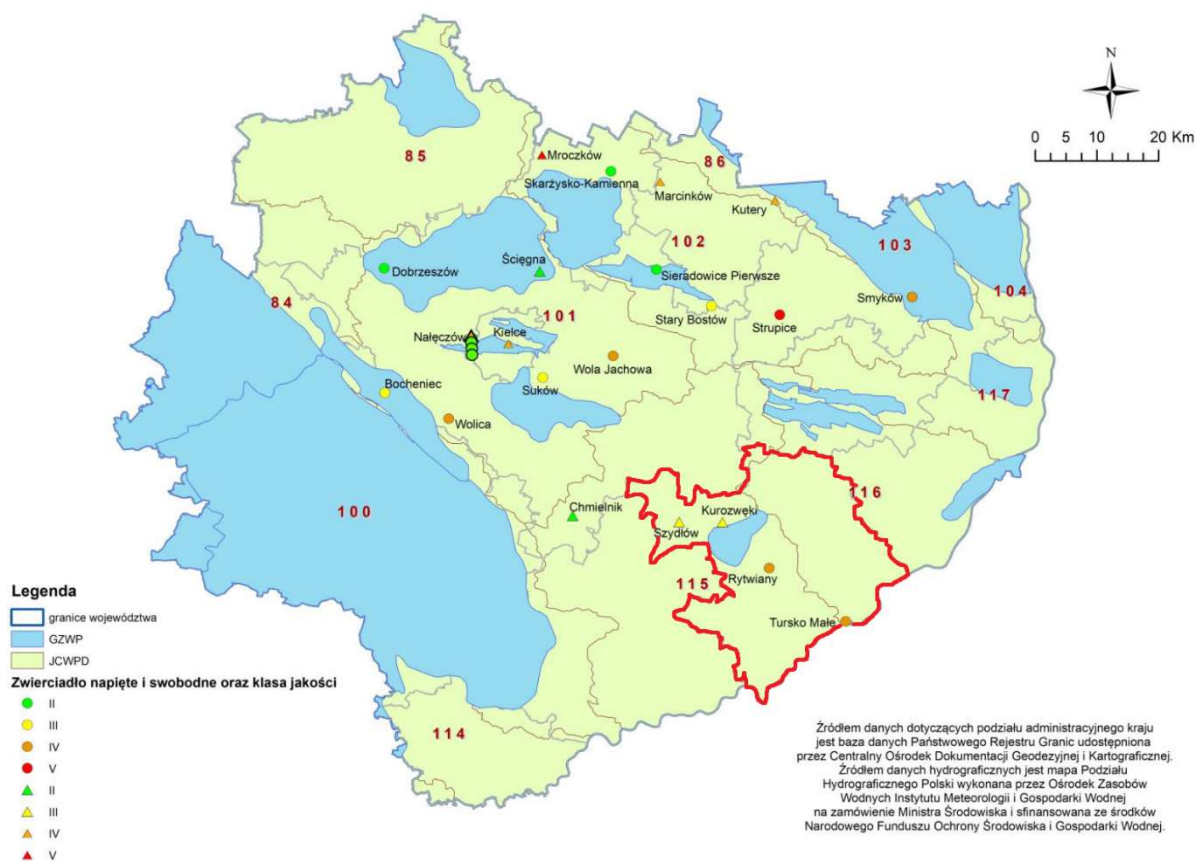 N
0 5 10 20 Km
85
Mroczków
86
Skarżysko-Kamienna
Marcinków
Kutery
102
103
Ścięgna
Dobrzeszów
Sieradowice Pierwsze
104
84
Smyków
101
Stary Bostów
Strupice
Nałęczów
Kielce
Wola Jachowa
Bocheniec
Suków
117
Wolica
116
100
Chmielnik
Kurozwęki
Szydłów
115
Rytwiany
Tursko Małe
114
Legenda
granice województwa
GZWP
JCWPD
Zwierciadło napięte i swobodne oraz klasa jakości
II
III
IV
V
II
III
IV
V
Źródłem danych dotyczących podziału administracyjnego kraju
jest baza danych Państwowego Rejestru Granic udostępniona
przez Centralny Ośrodek Dokumentacji Geodezyjnej i Kartograficznej.
Źródłem danych hydrograficznych jest mapa Podziału
Hydrograficznego Polski wykonana przez Ośrodek Zasobów
Wodnych Instytutu Meteorologii i Gospodarki Wodnej
na zamówienie Ministra Środowiska i sfinansowana ze środków
Narodowego Funduszu Ochrony Środowiska i Gospodarki Wodnej.